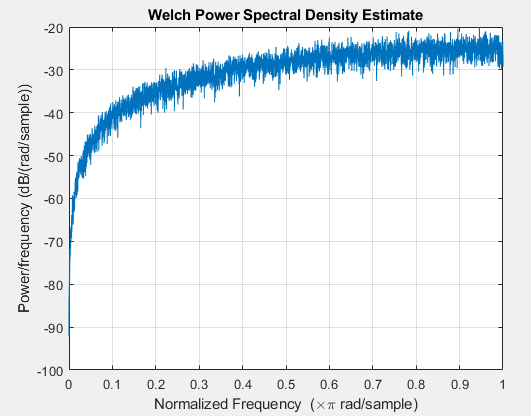 Welch Power Spectral Density Estimate
-20
-30
-40
-50
-60
-70
-80
-90
-100
Power/frequency (dB/(rad/sample))
0 0.1 0.2 0.3 0.4 0.5 0.6 0.7 0.8 0.9 1
Normalized Frequency (×π rad/sample)